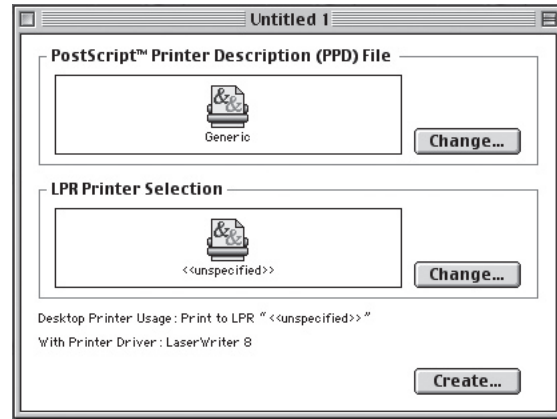 Untitled 1
PostScript™ Printer Description (PPD) File
Generic
Change...
LPR Printer Selection
<<unspecified>>
Change...
Desktop Printer Usage: Print to LPR “<<unspecified>>”
With Printer Driver: LaserWriter 8
Create...